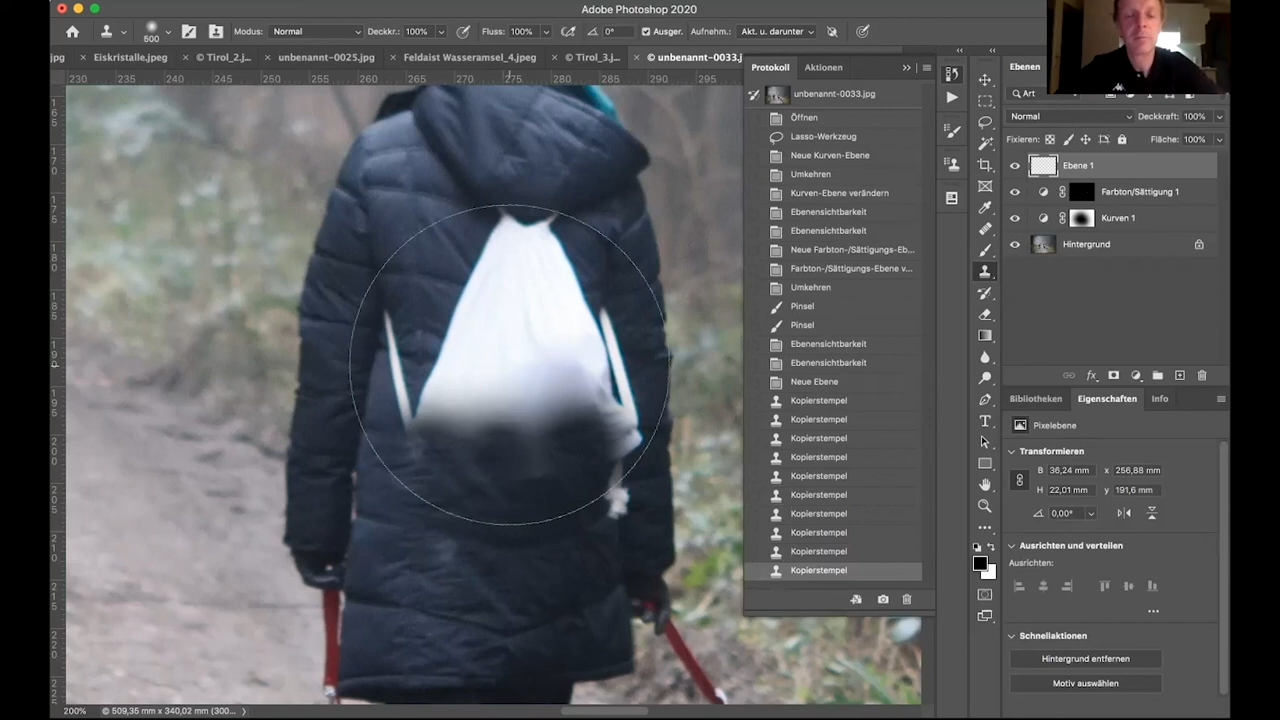 Adobe Photoshop 2020
500
Modus: Normal
Deckkr.: 100%
Fluss: 100%
0°
Ausger.
Aufnehm.: Akt. u. darunter
pg
Eiskristalle.jpeg
© Tirol_2.j...
unbenannt-0025.jpg
Feldaist Wasseramsel_4.jpeg
© Tirol_3.j...
© unbenannt-0033.j
230 255 260 265 270 275 280 285 290 295
Protokoll
Aktionen
unbenannt-0033.jpg
Öffnen
Lasso-Werkzeug
Neue Kurven-Ebene
Umkehren
Kurven-Ebene verändern
Ebenensichtbarkeit
Ebenensichtbarkeit
Neue Farbton-/Sättigungs-Eb...
Farbton-/Sättigungs-Ebene v...
Umkehren
Pinsel
Pinsel
Ebenensichtbarkeit
Ebenensichtbarkeit
Neue Ebene
Kopierstempel
Kopierstempel
Kopierstempel
Kopierstempel
Kopierstempel
Kopierstempel
Kopierstempel
Kopierstempel
Kopierstempel
Kopierstempel
Ebenen
Art
Normal
Deckkraft: 100%
Fixieren:
Fläche: 100%
Ebene 1
Farbton/Sättigung 1
Kurven 1
Hintergrund
fx
Bibliotheken
Eigenschaften
Info
Pixelebene
Transformieren
B 36,24 mm
x 256,88 mm
H 22,01 mm
y 191,6 mm
0,00°
Ausrichten und verteilen
Ausrichten:
Schnellaktionen
Hintergrund entfernen
Motiv auswählen
200%
509,35 mm x 340,02 mm (300...